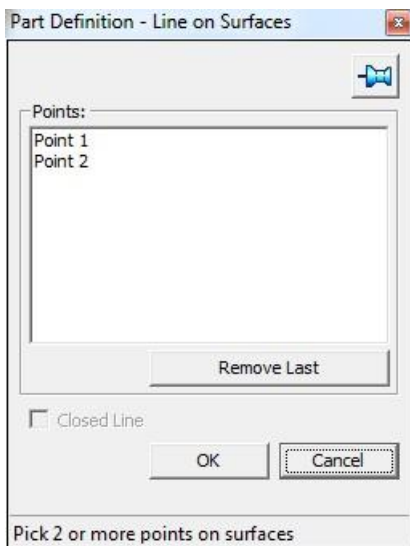 Part Definition - Line on Surfaces
Points:
Point 1
Point 2
Remove Last
Closed Line
OK Cancel
Pick 2 or more points on surfaces